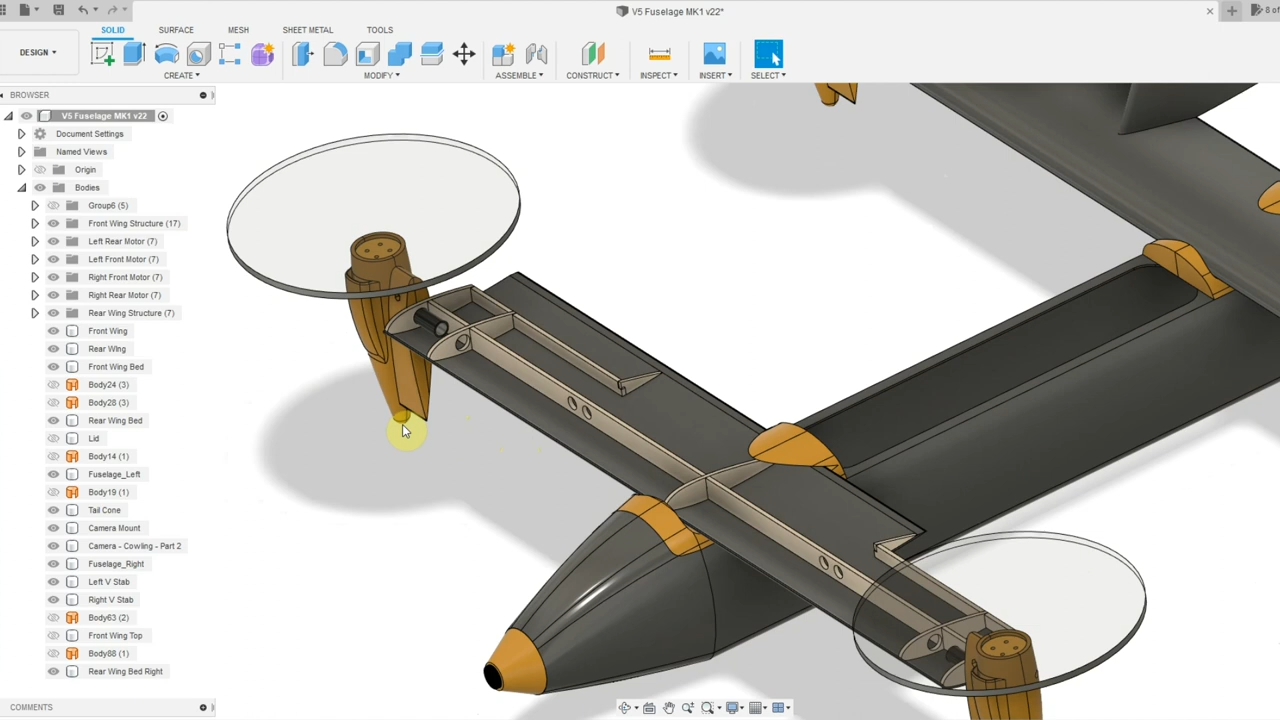 V5 Fuselage MK1 v22*
8 of
DESIGN
SOLID SURFACE MESH SHEET METAL TOOLS
CREATE MODIFY ASSEMBLE CONSTRUCT INSPECT INSERT SELECT
BROWSER
V5 Fuselage MK1 v22
Document Settings
Named Views
Origin
Bodies
Group6 (5)
Front Wing Structure (17)
Left Rear Motor (7)
Left Front Motor (7)
Right Front Motor (7)
Right Rear Motor (7)
Rear Wing Structure (7)
Front Wing
Rear Wing
Front Wing Bed
Body24 (3)
Body28 (3)
Rear Wing Bed
Lid
Body14 (1)
Fuselage_Left
Body19 (1)
Tail Cone
Camera Mount
Camera - Cowling - Part 2
Fuselage_Right
Left V Stab
Right V Stab
Body63 (2)
Front Wing Top
Body88 (1)
Rear Wing Bed Right
COMMENTS